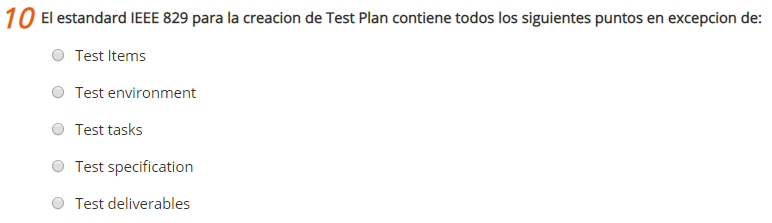 10 El estandard IEEE 829 para la creacion de Test Plan contiene todos los siguientes puntos en excepcion de:
Test Items
Test environment
Test tasks
Test specification
Test deliverables